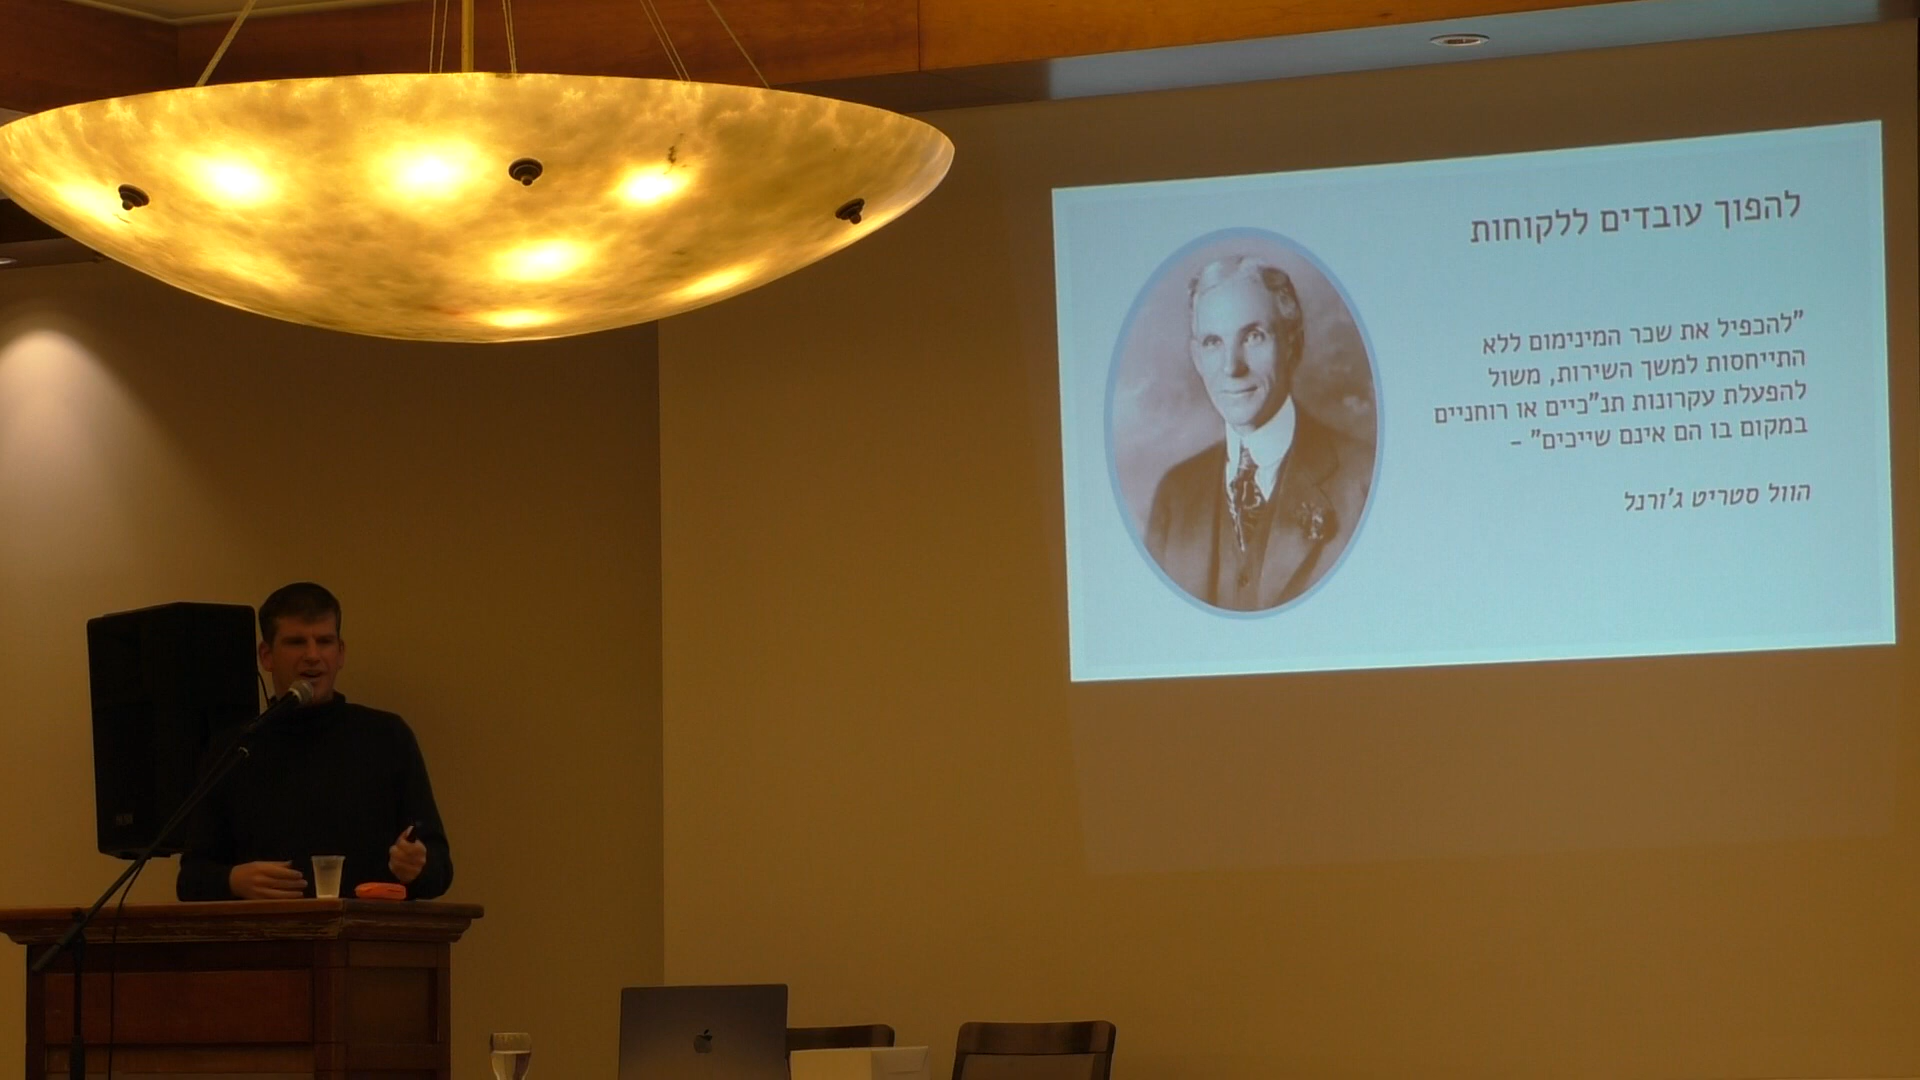 להפוך עובדים ללקוחות
"להכפיל את שכר המינימום ללא
התייחסות למשך השירות, משול
להפעלת עקרונות תנ"כיים או רוחניים
במקום בו הם אינם שייכים" –
הוול סטריט ג'ורנל